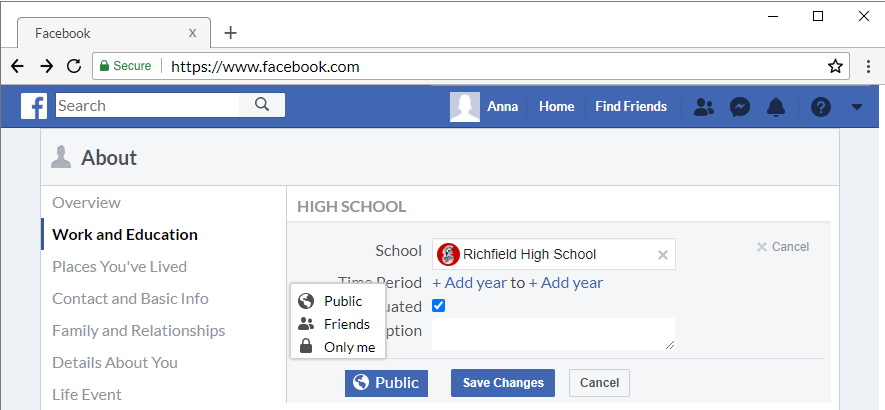 Facebook x +
Secure https://www.facebook.com
Search Anna Home Find Friends
About
Overview
Work and Education
Places You've Lived
Contact and Basic Info
Family and Relationships
Details About You
Life Event
HIGH SCHOOL
School Richfield High School × Cancel
Time Period + Add year to + Add year
Public
uated
Friends
ption
Only me
Public Save Changes Cancel